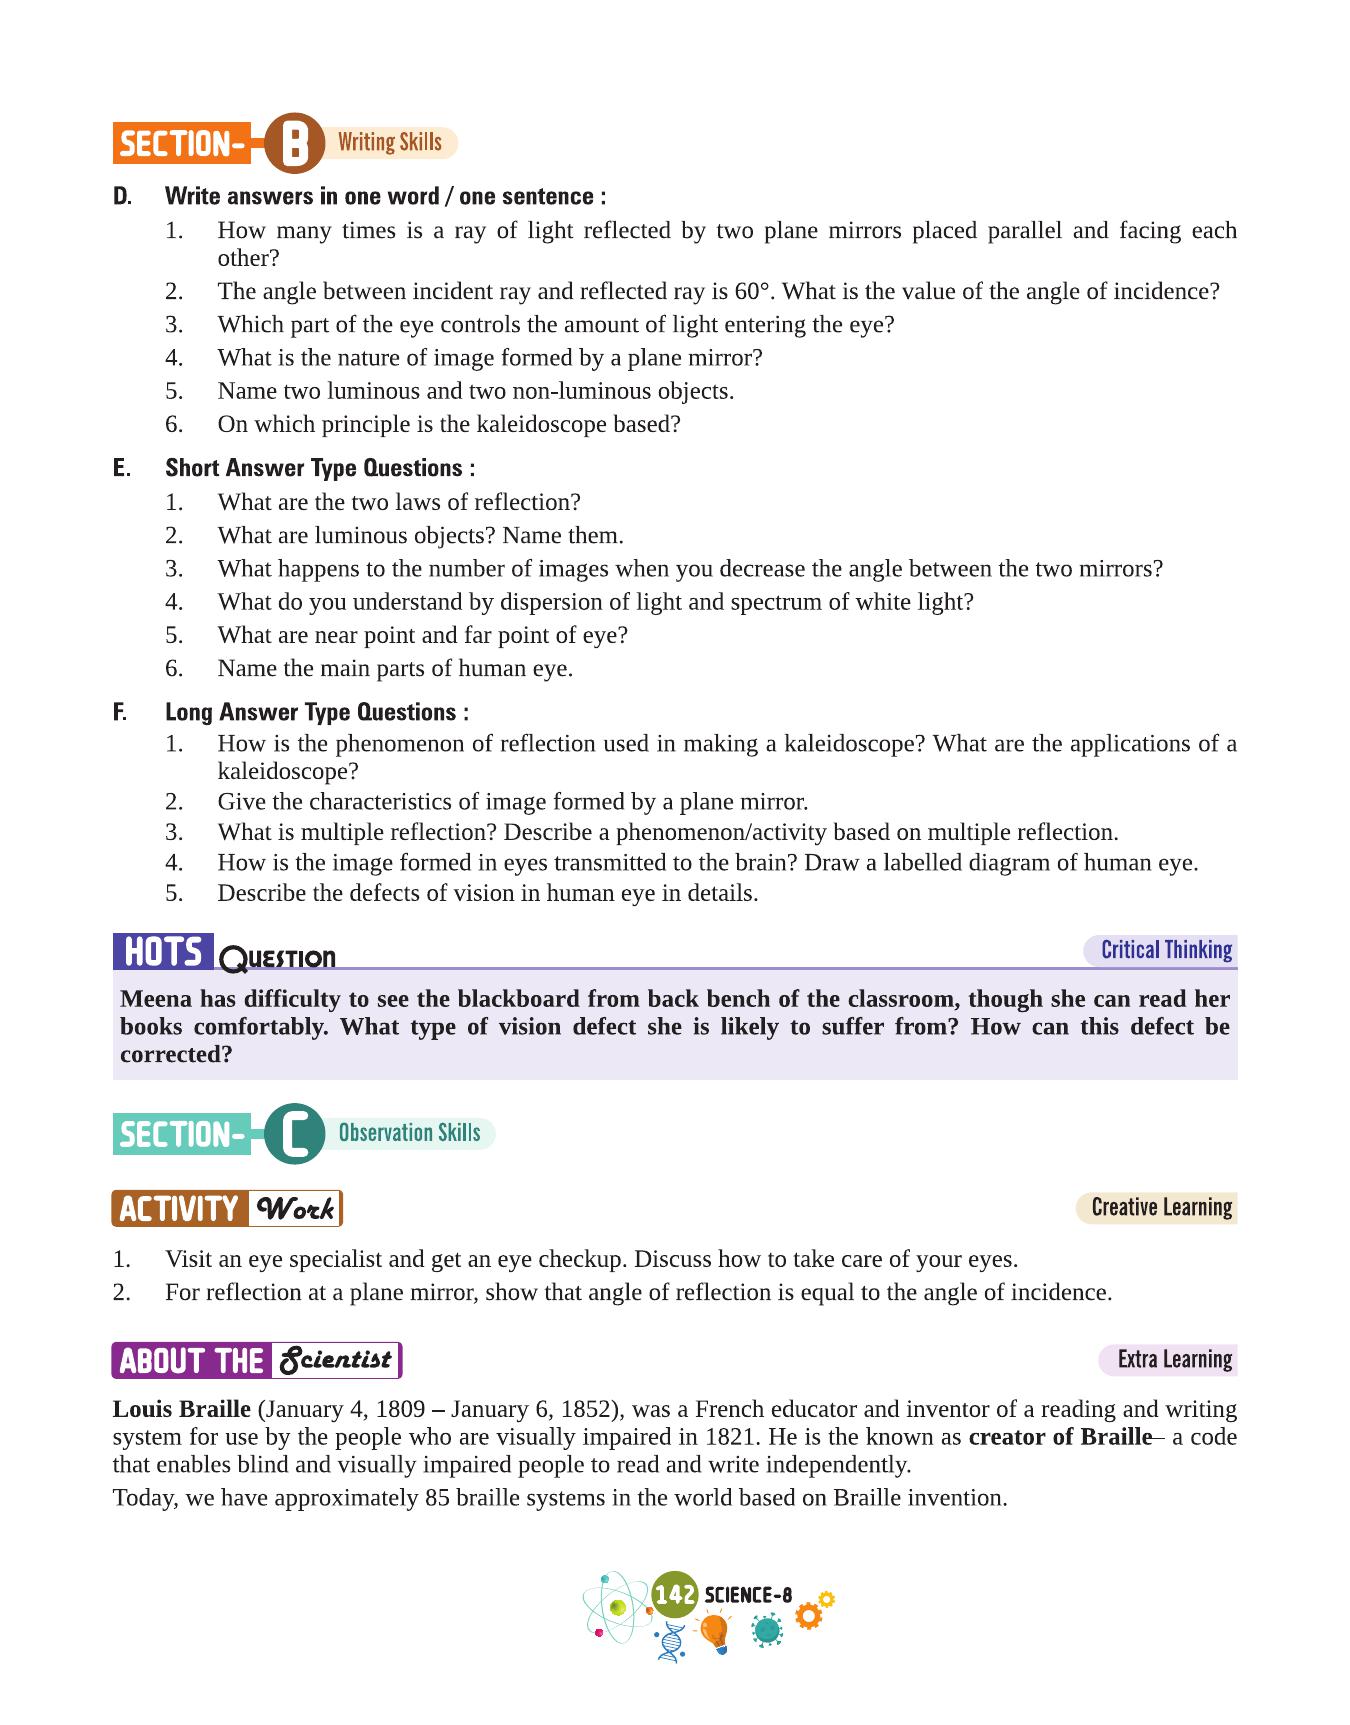 SECTION- B Writing Skills
D. Write answers in one word / one sentence :
1. How many times is a ray of light reflected by two plane mirrors placed parallel and facing each
other?
2. The angle between incident ray and reflected ray is 60°. What is the value of the angle of incidence?
3. Which part of the eye controls the amount of light entering the eye?
4. What is the nature of image formed by a plane mirror?
5. Name two luminous and two non-luminous objects.
6. On which principle is the kaleidoscope based?
E. Short Answer Type Questions :
1. What are the two laws of reflection?
2. What are luminous objects? Name them.
3. What happens to the number of images when you decrease the angle between the two mirrors?
4. What do you understand by dispersion of light and spectrum of white light?
5. What are near point and far point of eye?
6. Name the main parts of human eye.
F. Long Answer Type Questions :
1. How is the phenomenon of reflection used in making a kaleidoscope? What are the applications of a
kaleidoscope?
2. Give the characteristics of image formed by a plane mirror.
3. What is multiple reflection? Describe a phenomenon/activity based on multiple reflection.
4. How is the image formed in eyes transmitted to the brain? Draw a labelled diagram of human eye.
5. Describe the defects of vision in human eye in details.
HOTS QUESTION Critical Thinking
Meena has difficulty to see the blackboard from back bench of the classroom, though she can read her
books comfortably. What type of vision defect she is likely to suffer from? How can this defect be
corrected?
SECTION- C Observation Skills
ACTIVITY Work Creative Learning
1. Visit an eye specialist and get an eye checkup. Discuss how to take care of your eyes.
2. For reflection at a plane mirror, show that angle of reflection is equal to the angle of incidence.
ABOUT THE Scientist Extra Learning
Louis Braille (January 4, 1809 – January 6, 1852), was a French educator and inventor of a reading and writing
system for use by the people who are visually impaired in 1821. He is the known as creator of Braille– a code
that enables blind and visually impaired people to read and write independently.
Today, we have approximately 85 braille systems in the world based on Braille invention.
142 SCIENCE-8